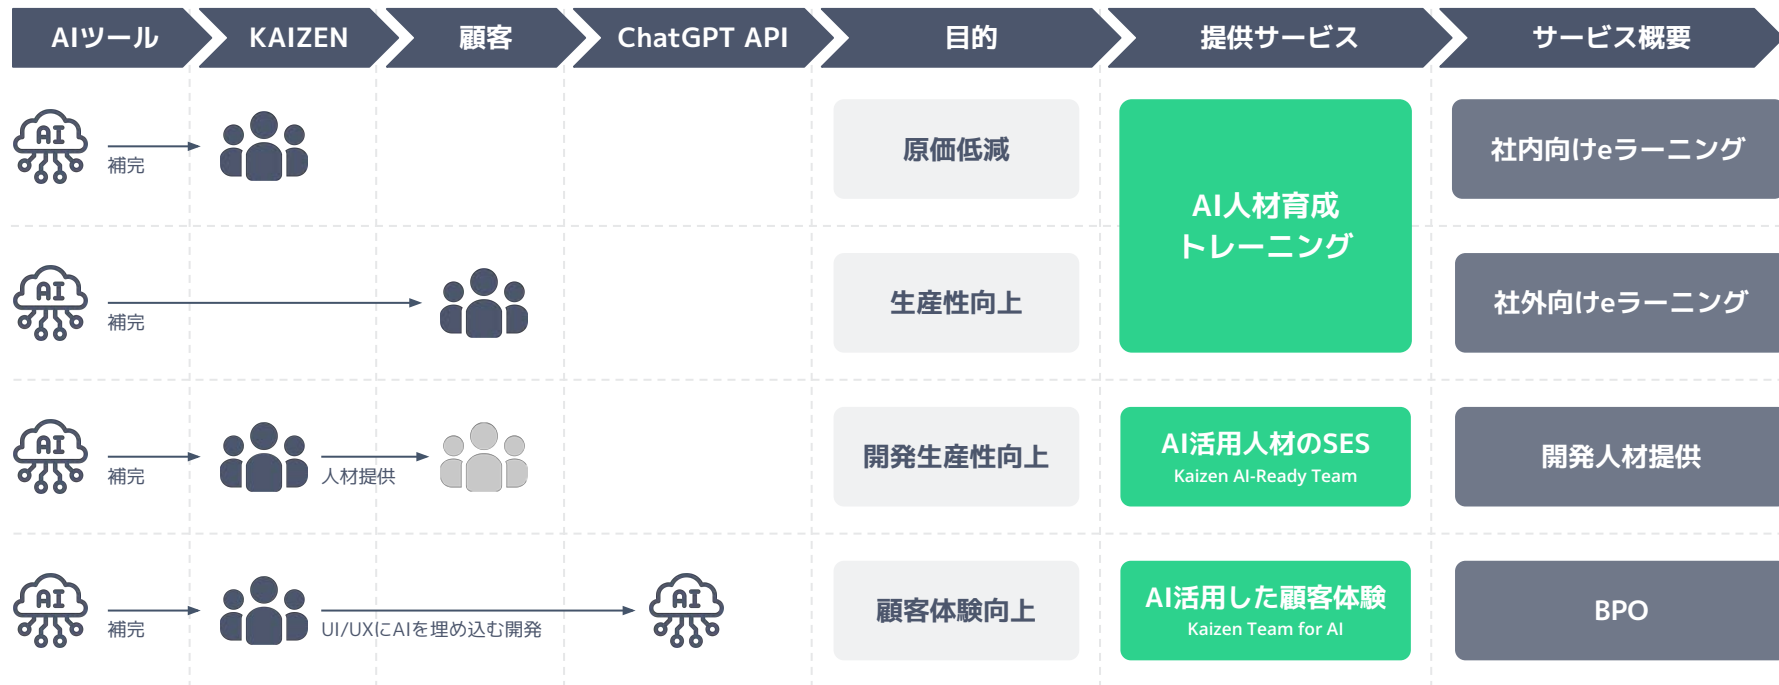 AIツール
KAIZEN
顧客
ChatGPT API
目的
提供サービス
サービス概要
AI
補完
原価低減
AI人材育成
トレーニング
社内向けeラーニング
AI
補完
生産性向上
社外向けeラーニング
AI
補完
人材提供
開発生産性向上
AI活用人材のSES
Kaizen AI-Ready Team
開発人材提供
AI
補完
UI/UXにAIを埋め込む開発
AI
顧客体験向上
AI活用した顧客体験
Kaizen Team for AI
BPO